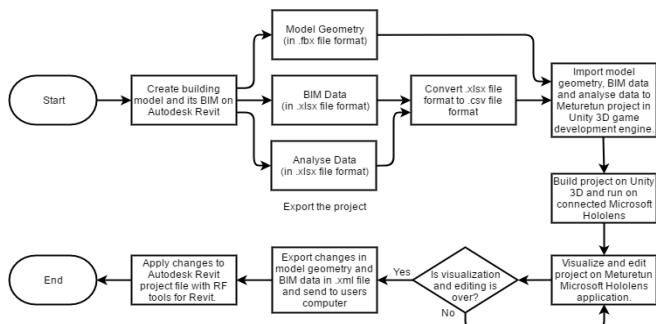 Start
Create building
model and its BIM on
Autodesk Revit
Model Geometry
(in .fbx file format)
BIM Data
(in .xlsx file format)
Analyse Data
(in .xlsx file format)
Export the project
Convert .xlsx file
format to .csv file
format
Import model
geometry, BIM data
and analyse data to
Meturetun project in
Unity 3D game
development engine.
Build project on Unity
3D and run on
connected Microsoft
Hololens
Visualize and edit
project on Meturetun
Microsoft Hololens
application.
Is visualization
and editing is
over?
Yes
No
Export changes in
model geometry and
BIM data in .xml file
and send to users
computer
Apply changes to
Autodesk Revit
project file with RF
tools for Revit.
End